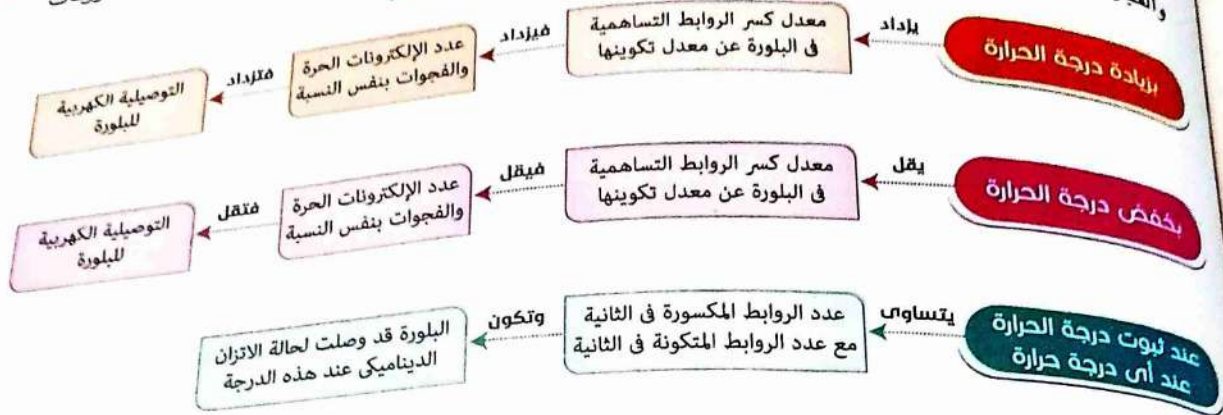 بزيادة درجة الحرارة
يزداد
معدل كسر الروابط التساهمية
فى البلورة عن معدل تكوينها
فيزداد
عدد الإلكترونات الحرة
والفجوات بنفس النسبة
فتزداد
التوصيلية الكهربية
للبلورة
بخفض درجة الحرارة
يقل
معدل كسر الروابط التساهمية
فى البلورة عن معدل تكوينها
فيقل
عدد الإلكترونات الحرة
والفجوات بنفس النسبة
فتقل
التوصيلية الكهربية
للبلورة
عند ثبوت درجة الحرارة
عند أى درجة حرارة
يتساوى
عدد الروابط المكسورة فى الثانية
مع عدد الروابط المتكونة فى الثانية
وتكون
البلورة قد وصلت لحالة الاتزان
الديناميكى عند هذه الدرجة